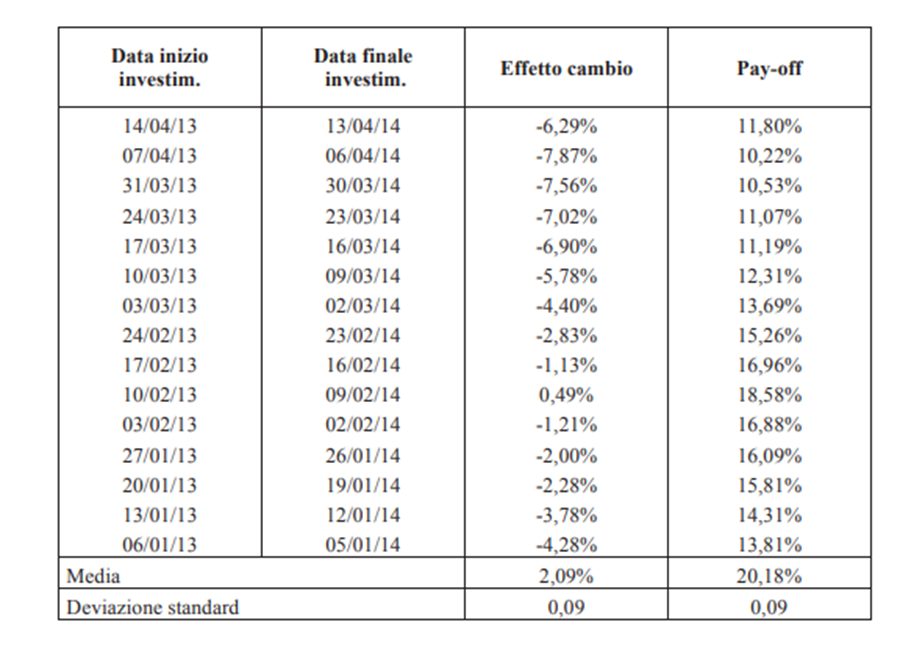 Data inizio investim. Data finale investim. Effetto cambio Pay-off
14/04/13 13/04/14 -6,29% 11,80%
07/04/13 06/04/14 -7,87% 10,22%
31/03/13 30/03/14 -7,56% 10,53%
24/03/13 23/03/14 -7,02% 11,07%
17/03/13 16/03/14 -6,90% 11,19%
10/03/13 09/03/14 -5,78% 12,31%
03/03/13 02/03/14 -4,40% 13,69%
24/02/13 23/02/14 -2,83% 15,26%
17/02/13 16/02/14 -1,13% 16,96%
10/02/13 09/02/14 0,49% 18,58%
03/02/13 02/02/14 -1,21% 16,88%
27/01/13 26/01/14 -2,00% 16,09%
20/01/13 19/01/14 -2,28% 15,81%
13/01/13 12/01/14 -3,78% 14,31%
06/01/13 05/01/14 -4,28% 13,81%
Media 2,09% 20,18%
Deviazione standard 0,09 0,09